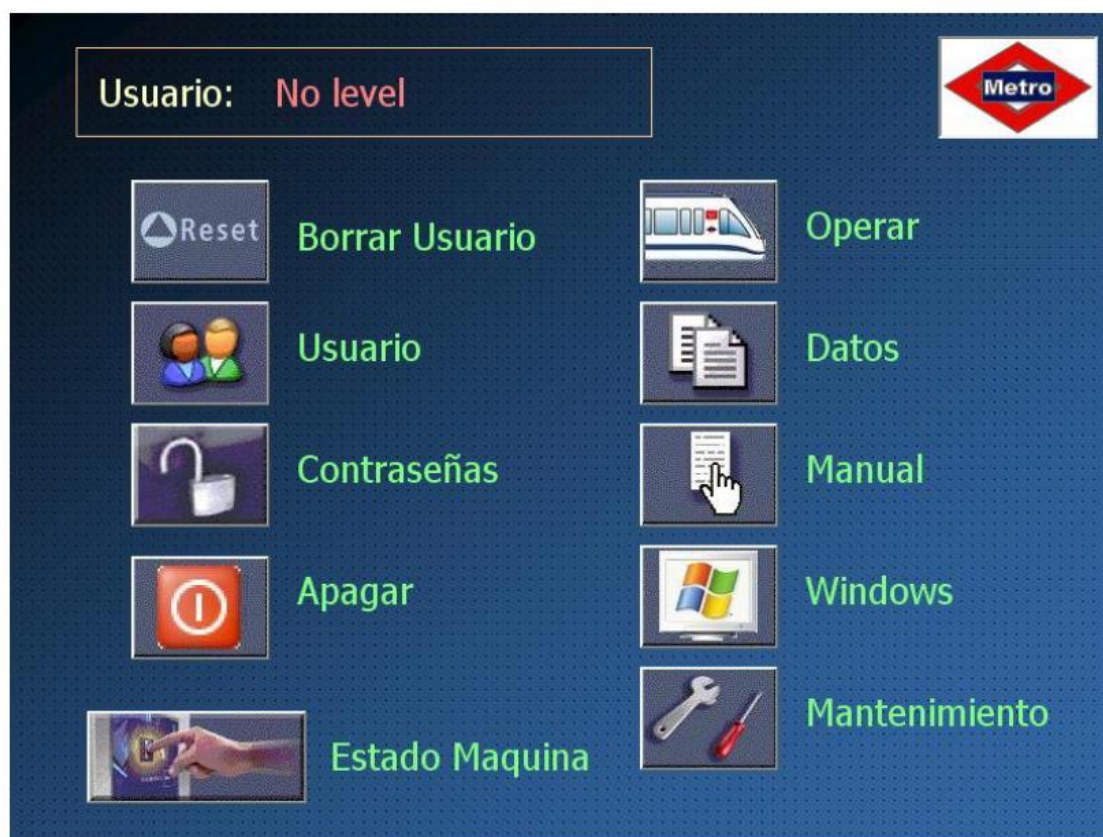 Usuario: No level
Metro
Reset
Borrar Usuario
Operar
Usuario
Datos
Contraseñas
Manual
Apagar
Windows
Estado Maquina
Mantenimiento